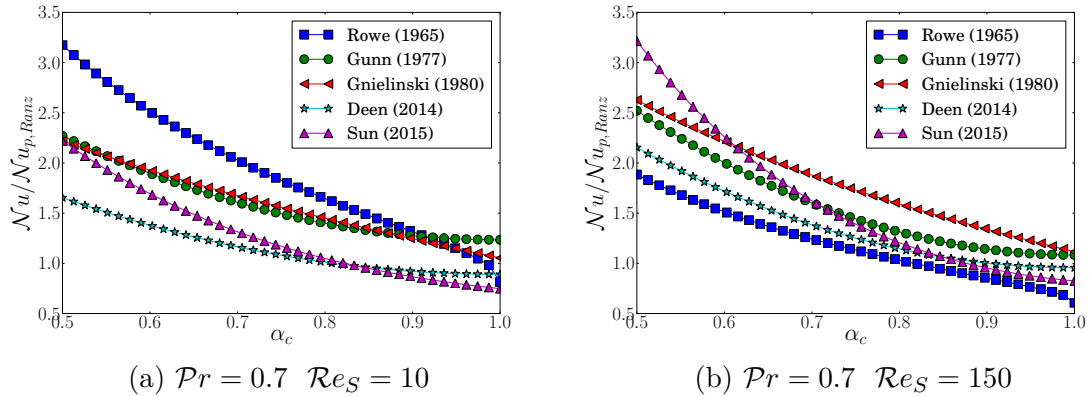 3.5
3.0
2.5
2.0
1.5
1.0
0.5
𝒩u/𝒩u_{p,Ranz}
Rowe (1965)
Gunn (1977)
Gnielinski (1980)
Deen (2014)
Sun (2015)
0.5 0.6 0.7 0.8 0.9 1.0
α_c
(a) 𝒫r = 0.7 ℛe_S = 10
3.5
3.0
2.5
2.0
1.5
1.0
0.5
𝒩u/𝒩u_{p,Ranz}
Rowe (1965)
Gunn (1977)
Gnielinski (1980)
Deen (2014)
Sun (2015)
0.5 0.6 0.7 0.8 0.9 1.0
α_c
(b) 𝒫r = 0.7 ℛe_S = 150